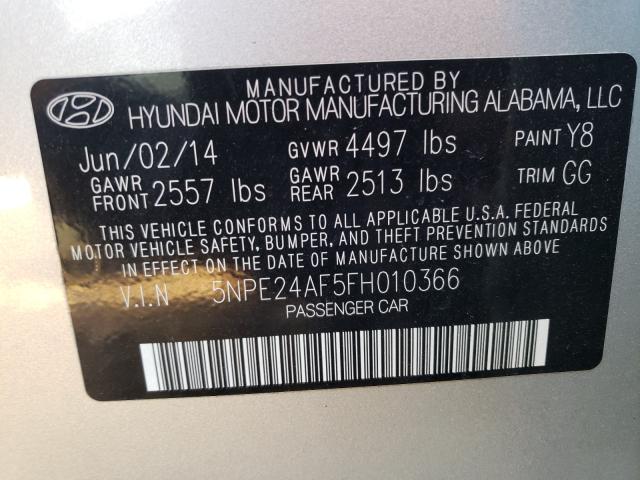 MANUFACTURED BY
HYUNDAI MOTOR MANUFACTURING ALABAMA, LLC
Jun/02/14 GVWR 4497 lbs PAINT Y8
GAWR FRONT 2557 lbs GAWR REAR 2513 lbs TRIM GG
THIS VEHICLE CONFORMS TO ALL APPLICABLE U.S.A. FEDERAL
MOTOR VEHICLE SAFETY, BUMPER, AND THEFT PREVENTION STANDARDS
IN EFFECT ON THE DATE OF MANUFACTURE SHOWN ABOVE.
V.I.N 5NPE24AF5FH010366
PASSENGER CAR